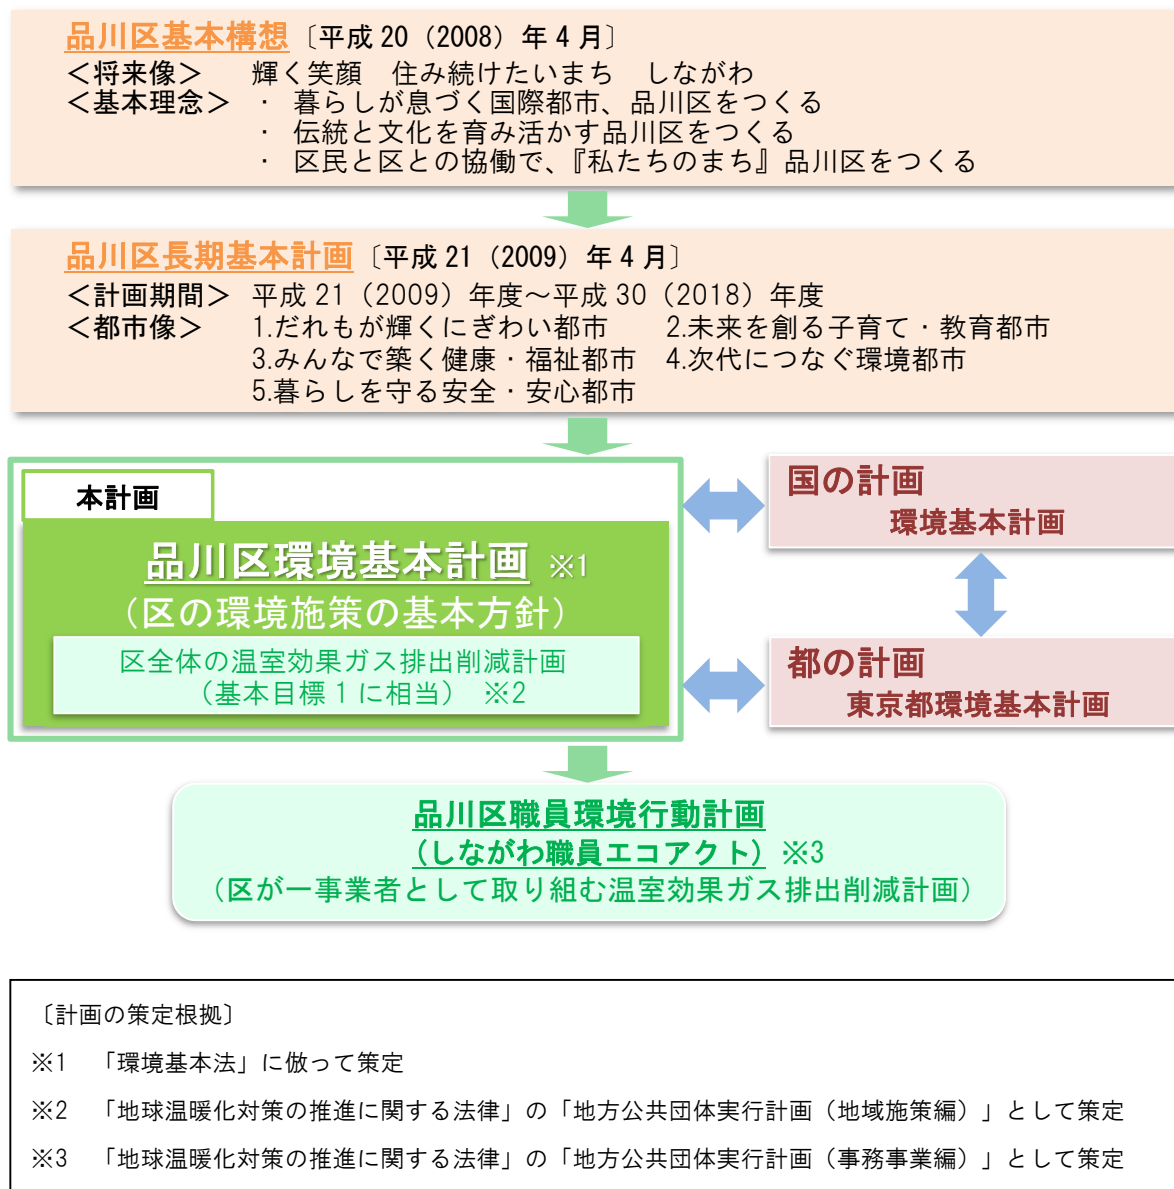 品川区基本構想〔平成 20（2008）年 4 月〕
＜将来像＞ 輝く笑顔 住み続けたいまち しながわ
＜基本理念＞ ・ 暮らしが息づく国際都市、品川区をつくる
・ 伝統と文化を育み活かす品川区をつくる
・ 区民と区との協働で、『私たちのまち』品川区をつくる
品川区長期基本計画〔平成 21（2009）年 4 月〕
＜計画期間＞ 平成 21（2009）年度～平成 30（2018）年度
＜都市像＞ 1.だれもが輝くにぎわい都市 2.未来を創る子育て・教育都市
3.みんなで築く健康・福祉都市 4.次代につなぐ環境都市
5.暮らしを守る安全・安心都市
本計画
品川区環境基本計画 ※1
（区の環境施策の基本方針）
区全体の温室効果ガス排出削減計画
（基本目標 1 に相当） ※2
国の計画
環境基本計画
都の計画
東京都環境基本計画
品川区職員環境行動計画
（しながわ職員エコアクト）※3
（区が一事業者として取り組む温室効果ガス排出削減計画）
〔計画の策定根拠〕
※1 「環境基本法」に倣って策定
※2 「地球温暖化対策の推進に関する法律」の「地方公共団体実行計画（地域施策編）」として策定
※3 「地球温暖化対策の推進に関する法律」の「地方公共団体実行計画（事務事業編）」として策定